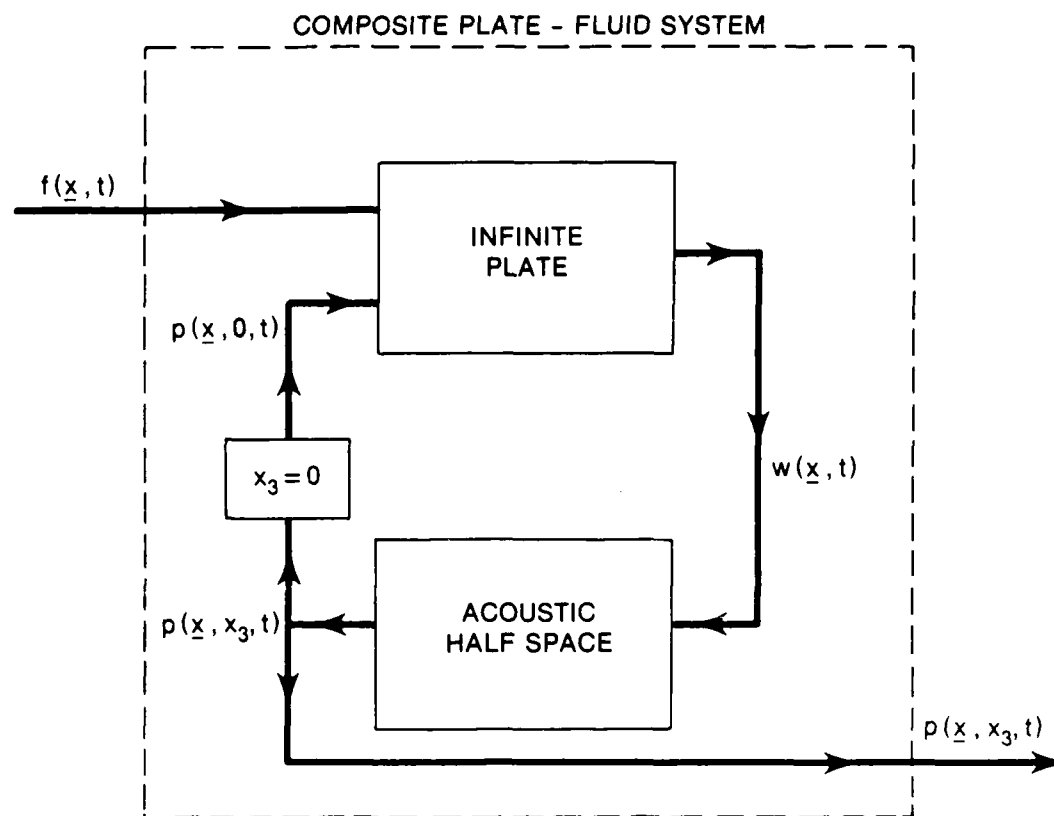 COMPOSITE PLATE - FLUID SYSTEM
f(x, t)
INFINITE
PLATE
p(x, 0, t)
x₃ = 0
w(x, t)
p(x, x₃, t)
ACOUSTIC
HALF SPACE
p(x, x₃, t)